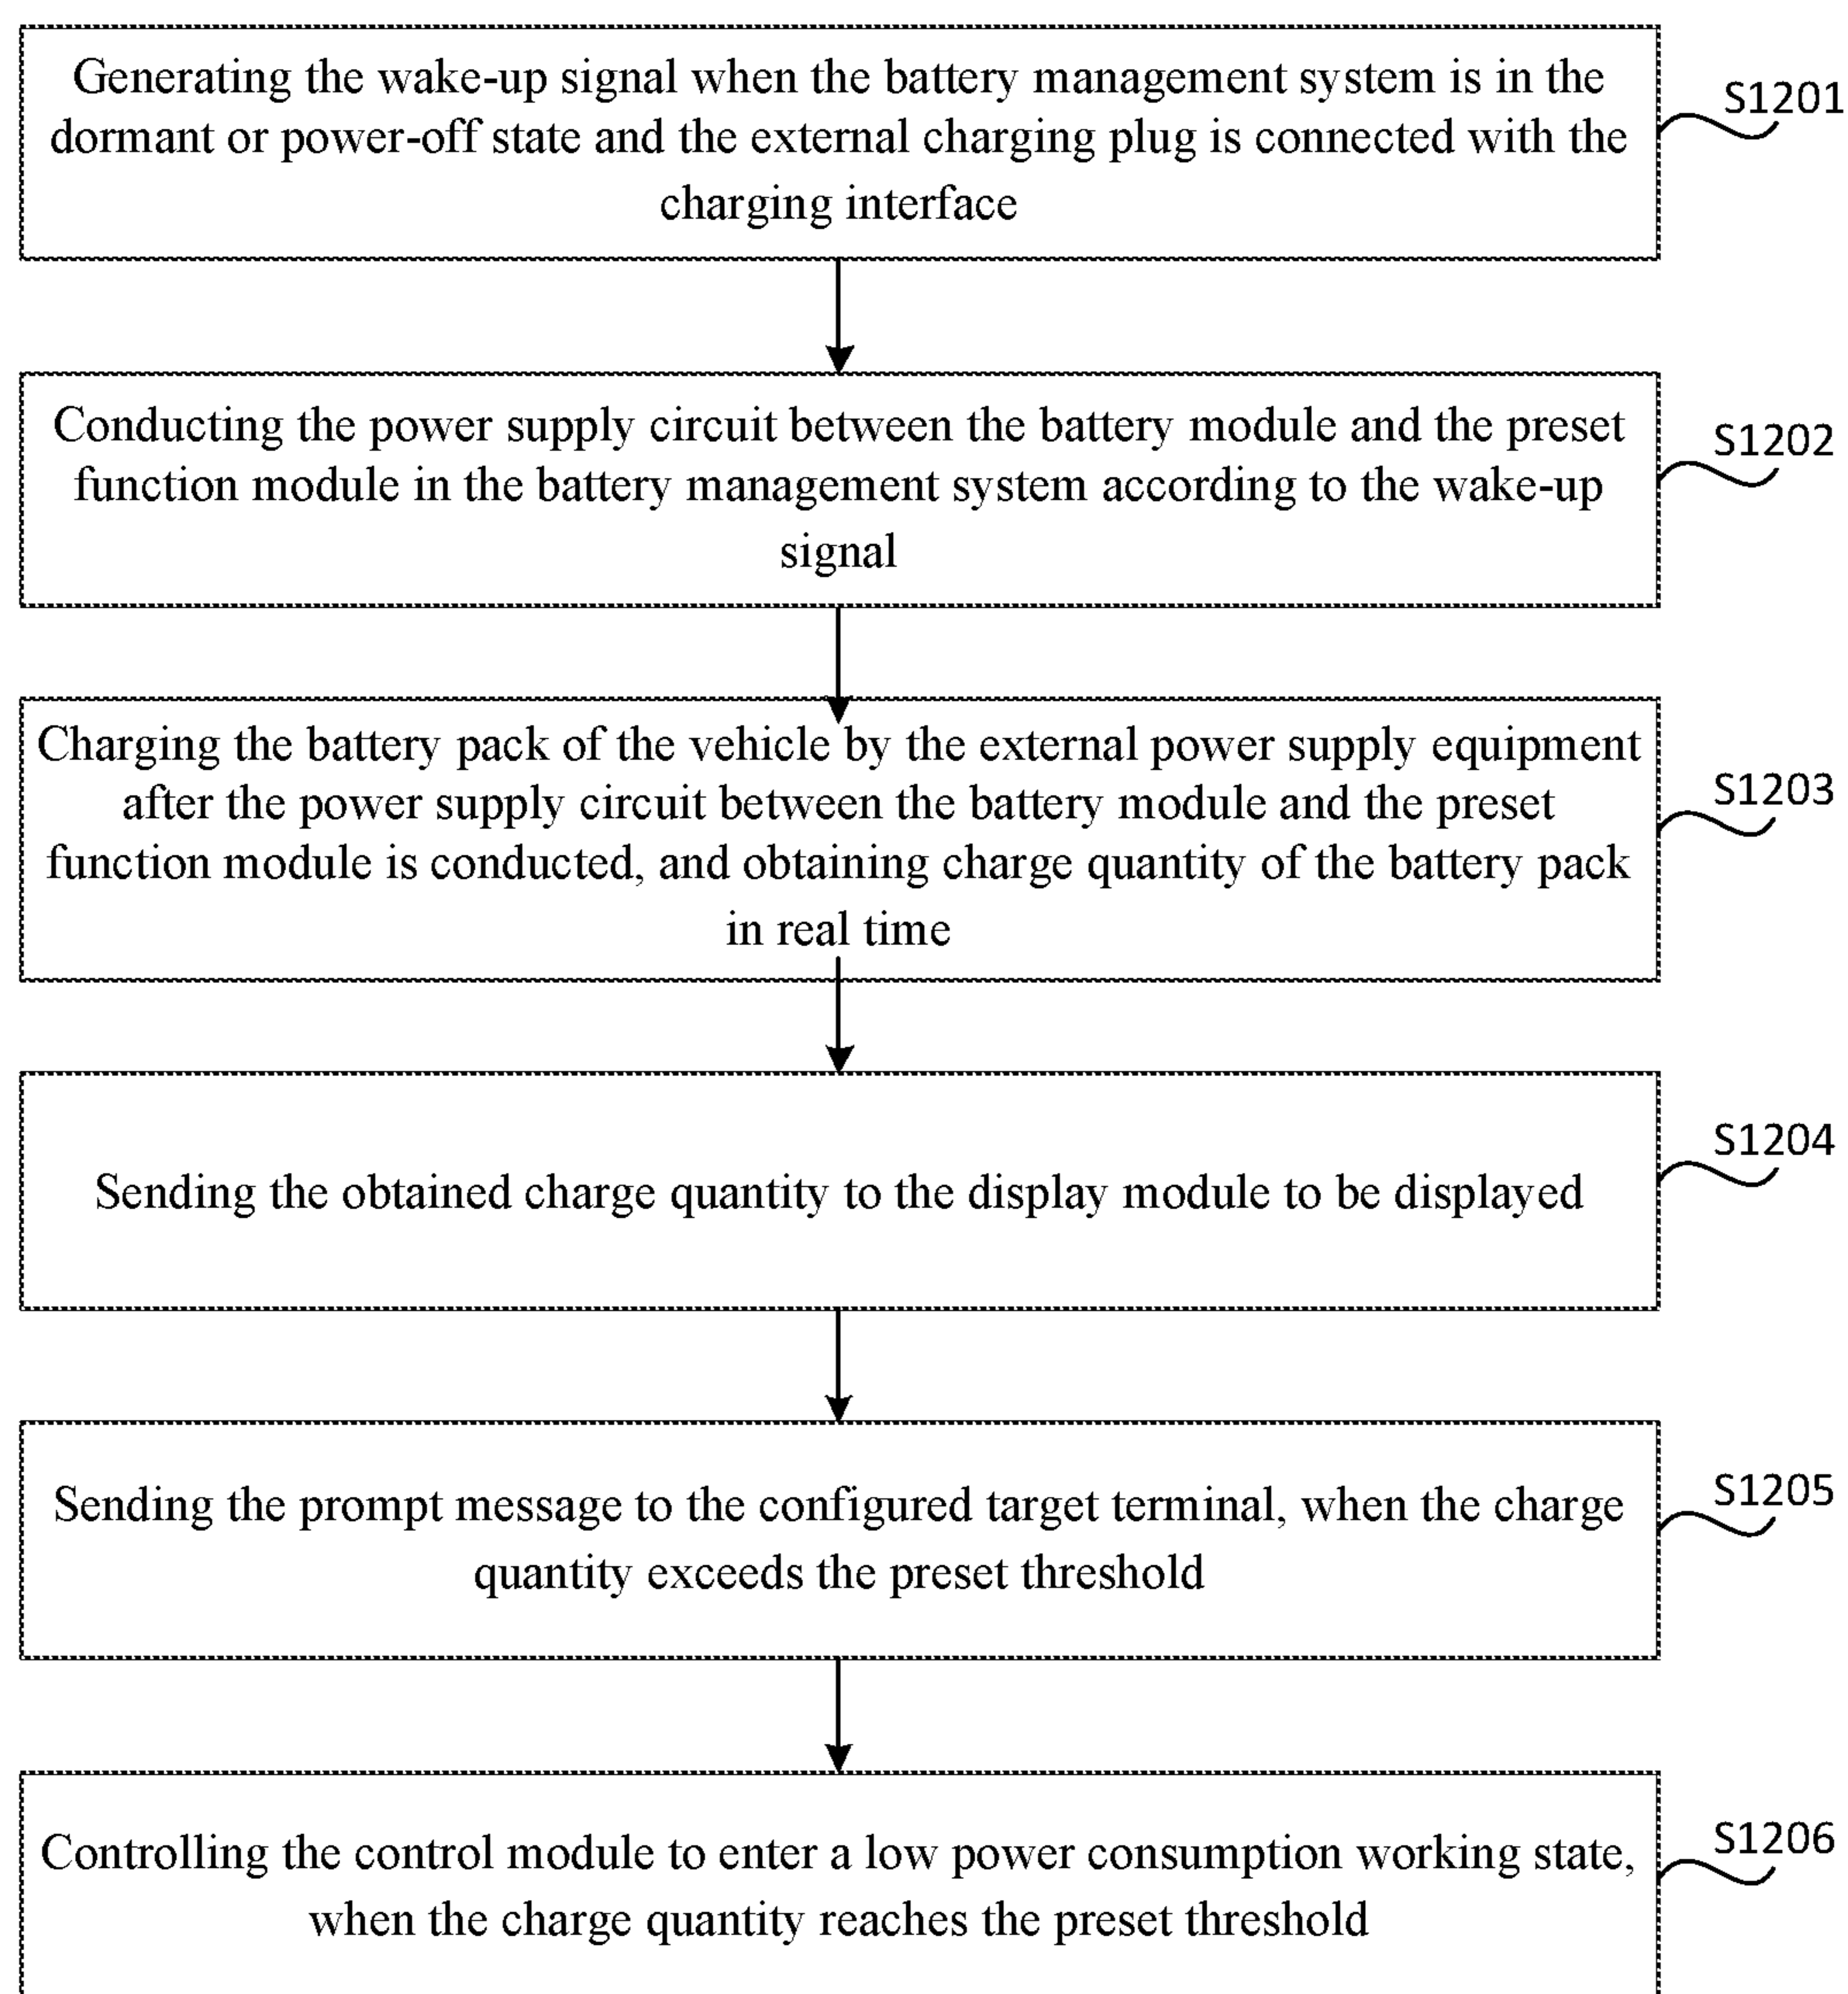 Generating the wake-up signal when the battery management system is in the
dormant or power-off state and the external charging plug is connected with the
charging interface
S1201
Conducting the power supply circuit between the battery module and the preset
function module in the battery management system according to the wake-up
signal
S1202
Charging the battery pack of the vehicle by the external power supply equipment
after the power supply circuit between the battery module and the preset
function module is conducted, and obtaining charge quantity of the battery pack
in real time
S1203
Sending the obtained charge quantity to the display module to be displayed
S1204
Sending the prompt message to the configured target terminal, when the charge
quantity exceeds the preset threshold
S1205
Controlling the control module to enter a low power consumption working state,
when the charge quantity reaches the preset threshold
S1206